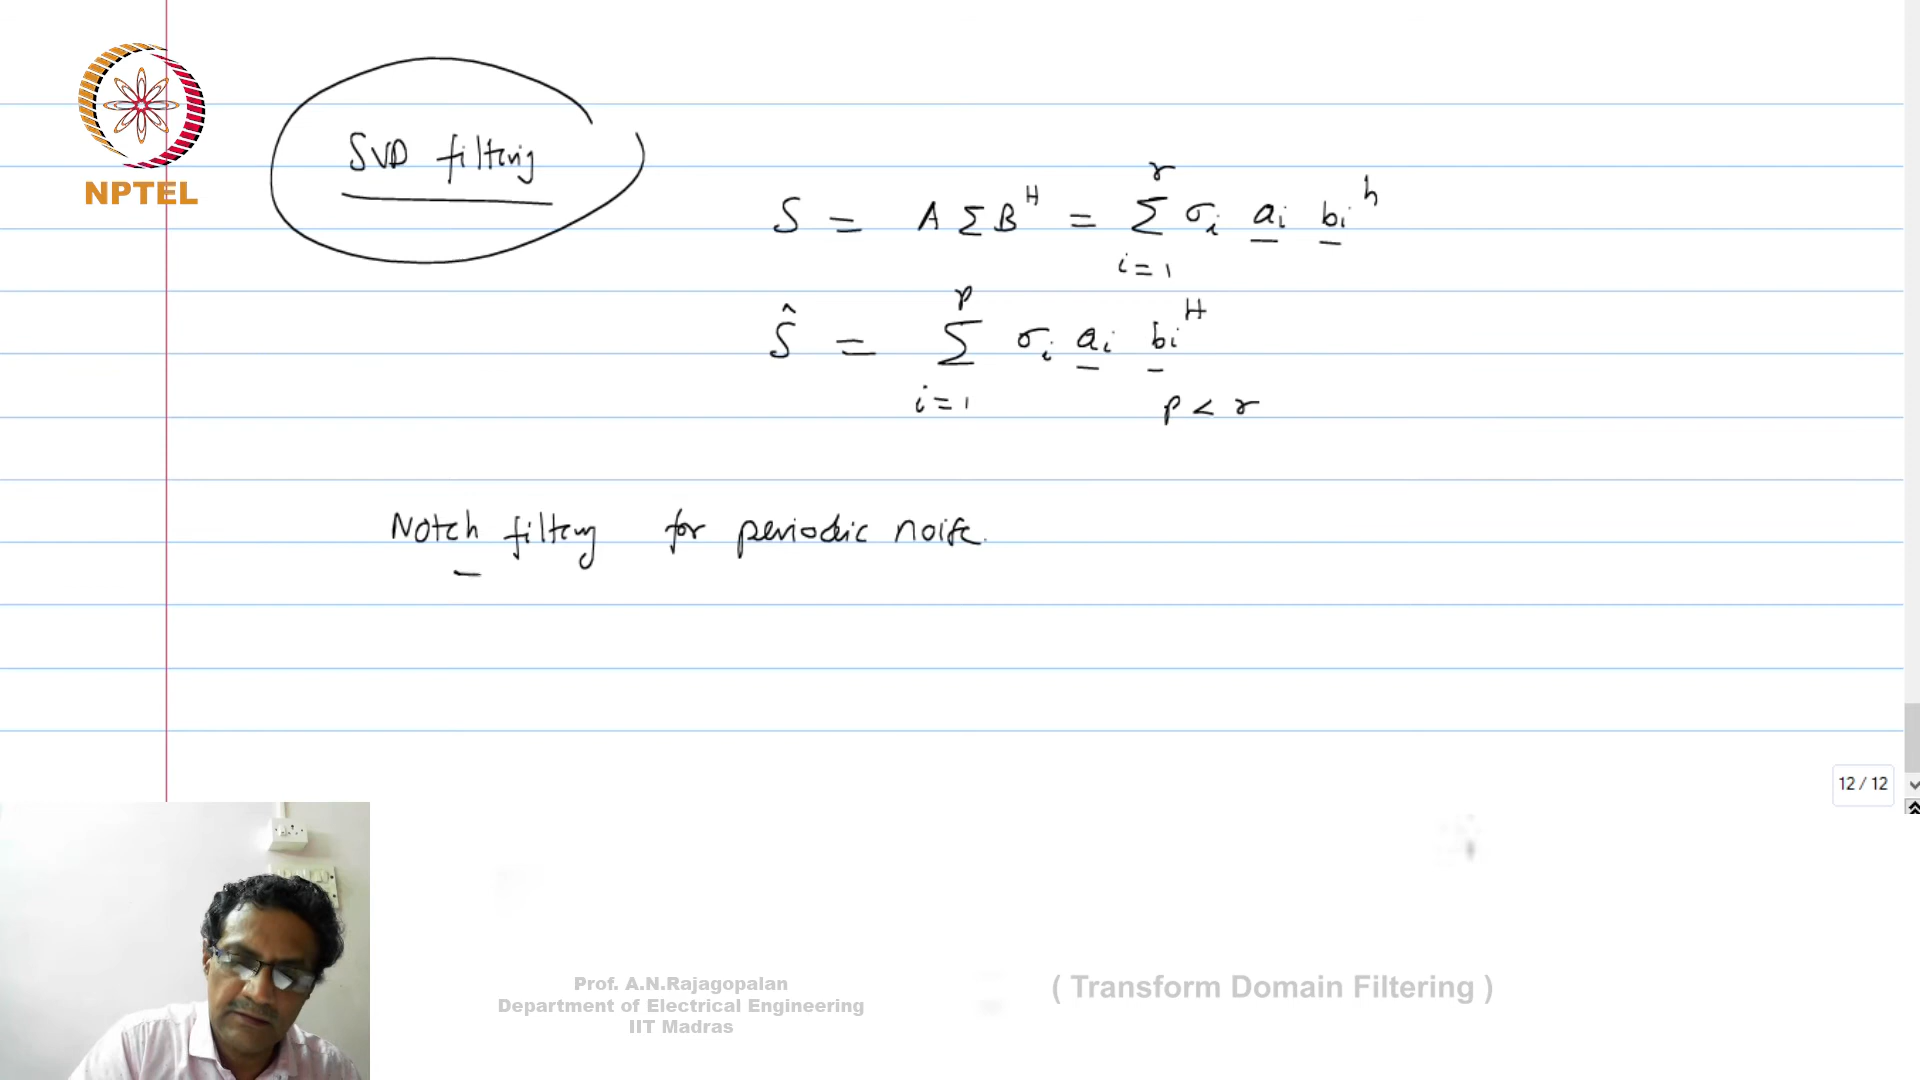 NPTEL
SVD filtering
S = A Σ B^H = Σ_{i=1}^{r} σ_i a_i b_i^h
Ŝ = Σ_{i=1}^{p} σ_i a_i b_i^H
p < r
Notch filtering for periodic noise.
12 / 12
Prof. A.N.Rajagopalan
Department of Electrical Engineering
IIT Madras
( Transform Domain Filtering )